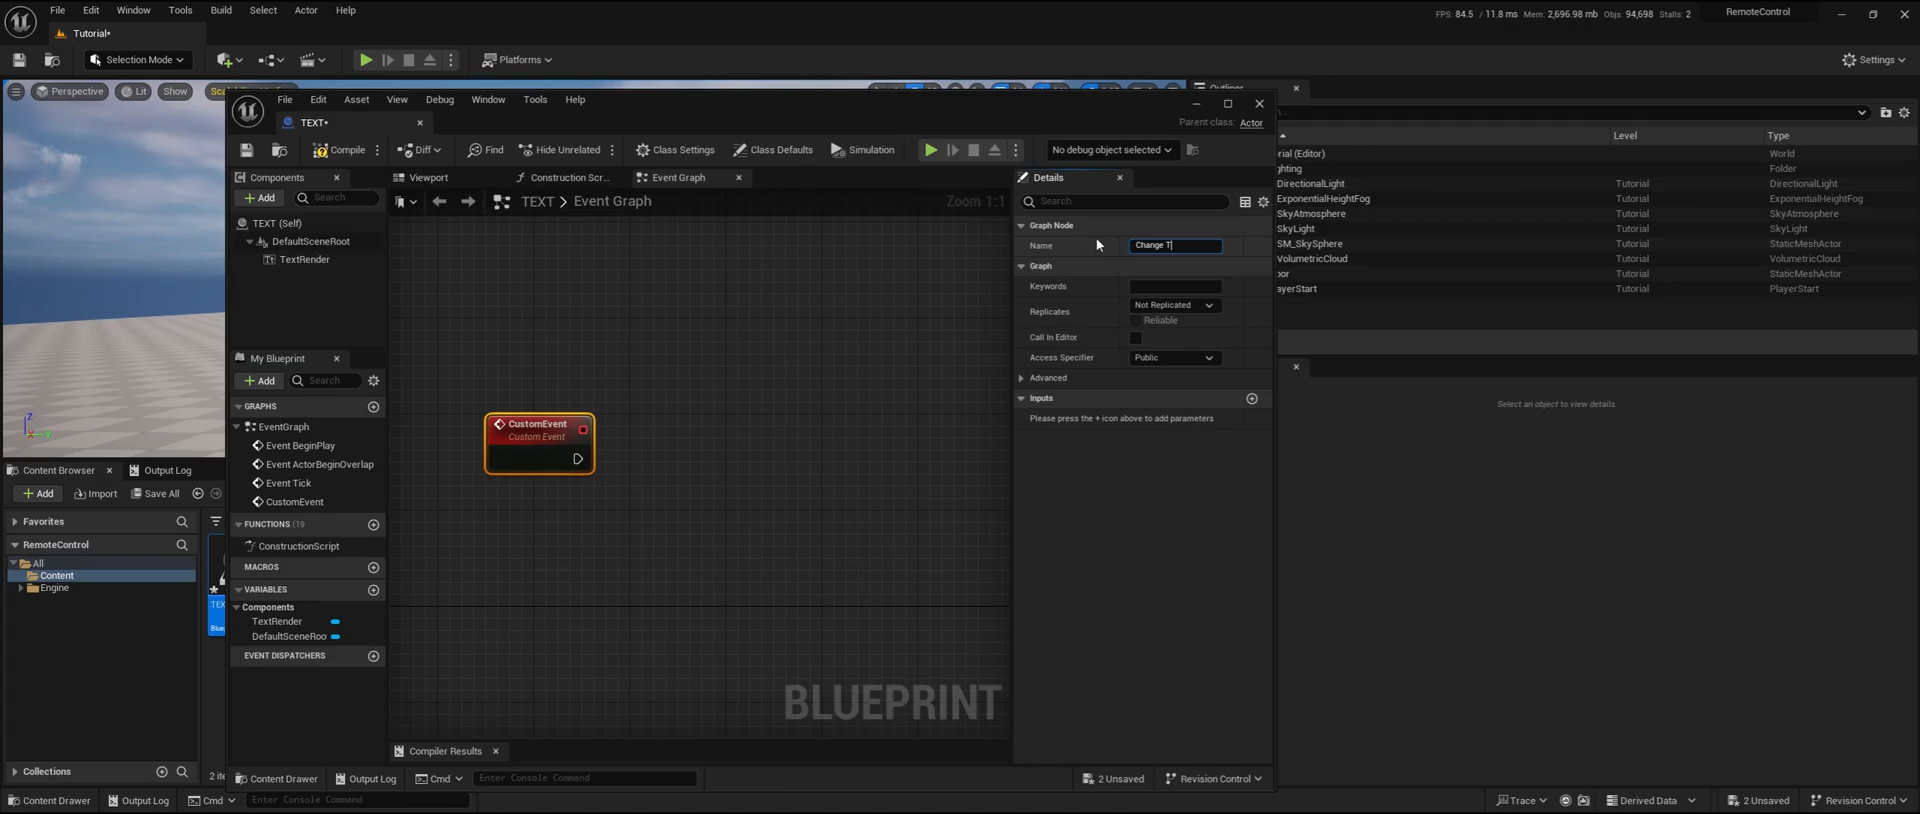 File Edit Window Tools Build Select Actor Help
FPS: 84.5 / 11.8 ms Mem: 2,696.98 mb Objs: 94,698 Stalls: 2 RemoteControl
Tutorial•
Selection Mode Platforms Settings
Perspective Lit Show
File Edit Asset View Debug Window Tools Help
TEXT•
Parent class: Actor
Compile Diff Find Hide Unrelated Class Settings Class Defaults Simulation No debug object selected
Components
Add Search
TEXT (Self)
DefaultSceneRoot
TextRender
My Blueprint
Add Search
GRAPHS
EventGraph
Event BeginPlay
Event ActorBeginOverlap
Event Tick
CustomEvent
FUNCTIONS (19
ConstructionScript
MACROS
VARIABLES
Components
TextRender
DefaultSceneRoo
EVENT DISPATCHERS
Viewport Construction Scr... Event Graph
TEXT > Event Graph Zoom 1:1
CustomEvent
Custom Event
BLUEPRINT
Compiler Results
Details
Search
Graph Node
Name Change T
Graph
Keywords
Replicates Not Replicated
Reliable
Call In Editor
Access Specifier Public
Advanced
Inputs
Please press the + icon above to add parameters
Content Drawer Output Log Cmd Enter Console Command 2 Unsaved Revision Control
Level Type
rial (Editor) World
ghting Folder
DirectionalLight Tutorial DirectionalLight
ExponentialHeightFog Tutorial ExponentialHeightFog
SkyAtmosphere Tutorial SkyAtmosphere
SkyLight Tutorial SkyLight
SM_SkySphere Tutorial StaticMeshActor
VolumetricCloud Tutorial VolumetricCloud
oor Tutorial StaticMeshActor
ayerStart Tutorial PlayerStart
Select an object to view details.
Content Browser Output Log
Add Import Save All
Favorites
RemoteControl
All
Content
Engine
Collections
2 ite
Content Drawer Output Log Cmd Enter Console Command Trace Derived Data 2 Unsaved Revision Control